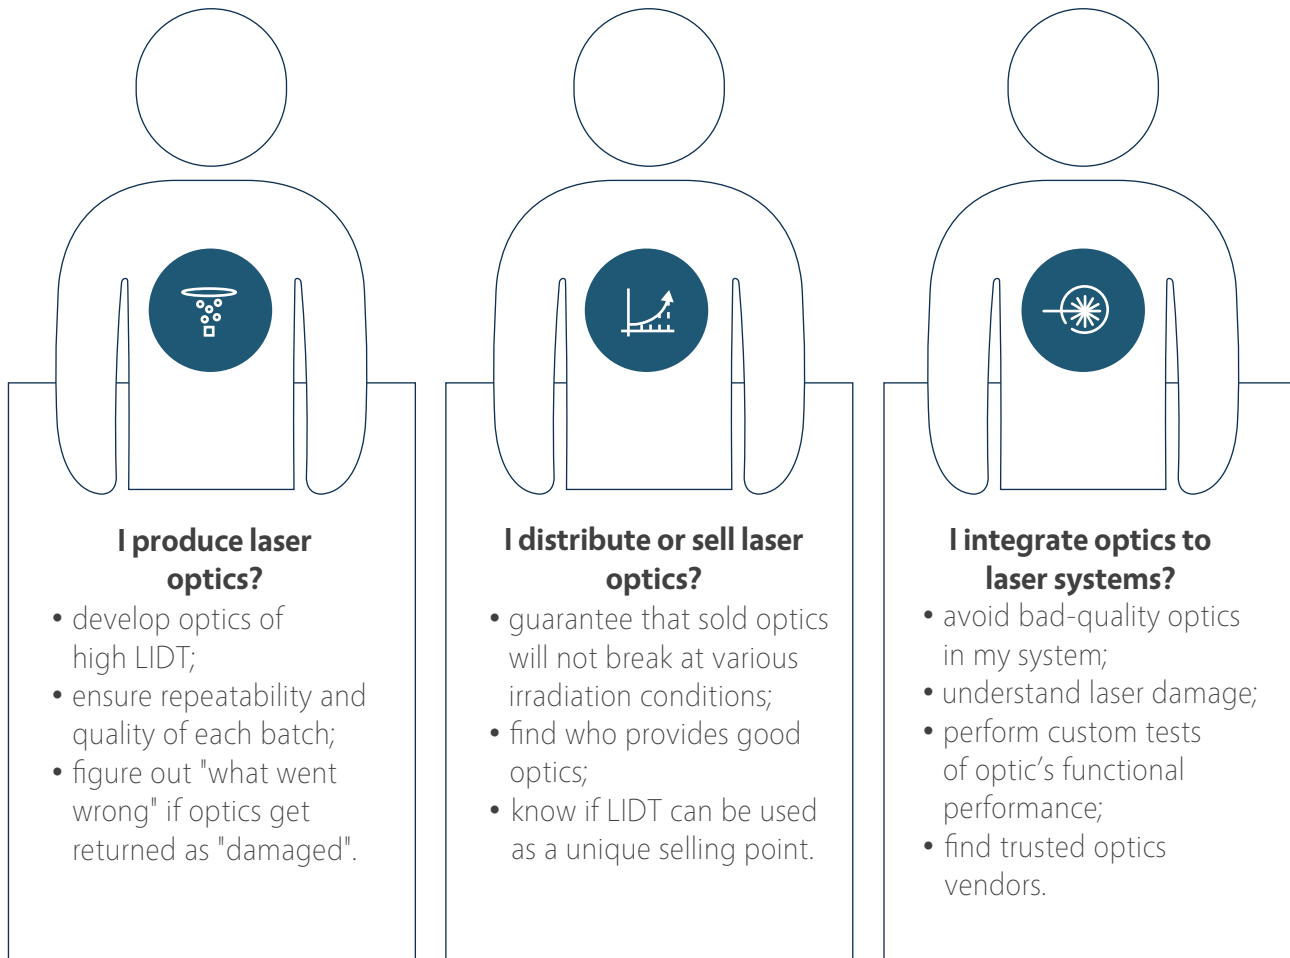 I produce laser
optics?
• develop optics of
high LIDT;
• ensure repeatability and
quality of each batch;
• figure out "what went
wrong" if optics get
returned as "damaged".
I distribute or sell laser
optics?
• guarantee that sold optics
will not break at various
irradiation conditions;
• find who provides good
optics;
• know if LIDT can be used
as a unique selling point.
I integrate optics to
laser systems?
• avoid bad-quality optics
in my system;
• understand laser damage;
• perform custom tests
of optic’s functional
performance;
• find trusted optics
vendors.